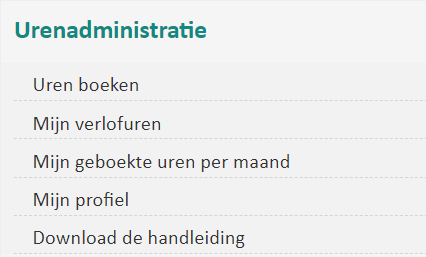 Urenadministratie
Uren boeken
Mijn verlofuren
Mijn geboekte uren per maand
Mijn profiel
Download de handleiding